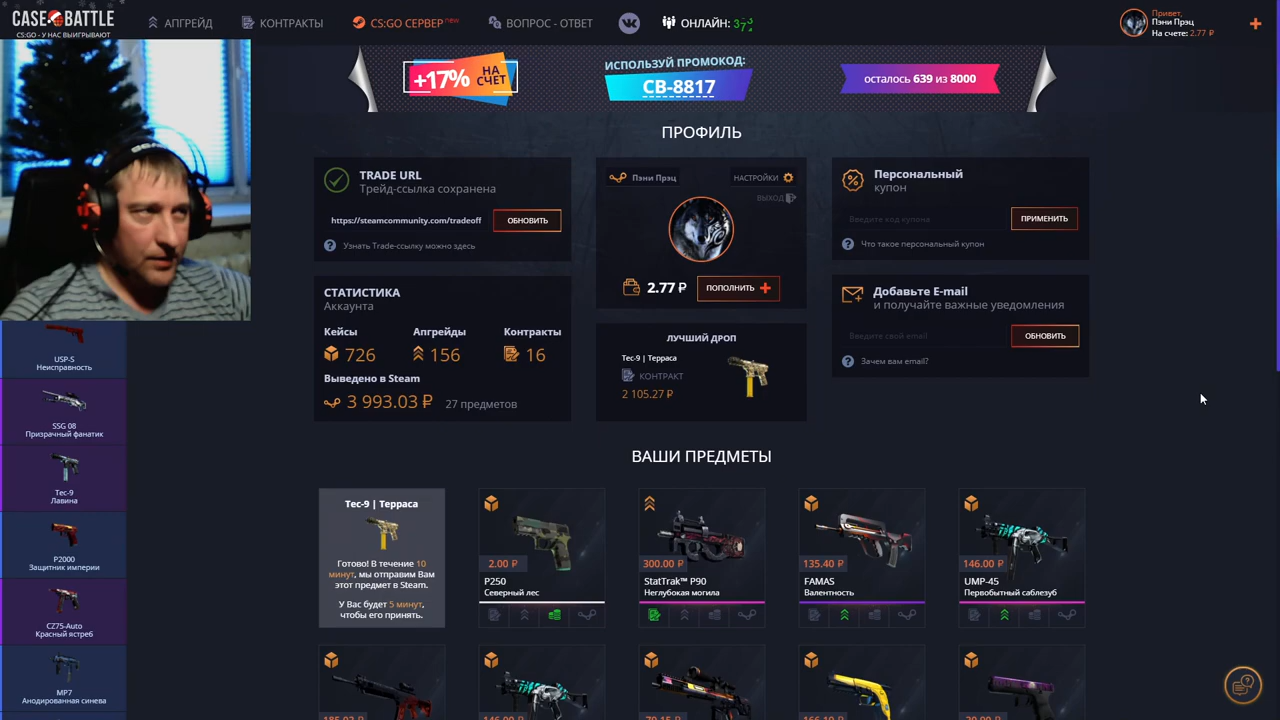 CASE BATTLE
CS:GO - У НАС ВЫИГРЫВАЮТ
АПГРЕЙД
КОНТРАКТЫ
CS:GO СЕРВЕР new
ВОПРОС - ОТВЕТ
ОНЛАЙН:
Привет,
Пэни Прэц
На счете: 2.77 ₽
+17% НА СЧЕТ
ИСПОЛЬЗУЙ ПРОМОКОД:
CB-8817
осталось 639 из 8000
ПРОФИЛЬ
TRADE URL
Трейд-ссылка сохранена
https://steamcommunity.com/tradeoff
ОБНОВИТЬ
Узнать Trade-ссылку можно здесь
СТАТИСТИКА
Аккаунта
Кейсы
Апгрейды
Контракты
726
156
16
Выведено в Steam
3 993.03 ₽
27 предметов
Пэни Прэц
НАСТРОЙКИ
ВЫХОД
2.77 ₽
ПОПОЛНИТЬ
ЛУЧШИЙ ДРОП
Tec-9 | Терраса
КОНТРАКТ
2 105.27 ₽
Персональный
купон
Введите код купона
ПРИМЕНИТЬ
Что такое персональный купон
Добавьте E-mail
и получайте важные уведомления
Введите свой email
ОБНОВИТЬ
Зачем вам email?
USP-S
Неисправность
SSG 08
Призрачный фанатик
Tec-9
Лавина
P2000
Защитник империи
CZ75-Auto
Красный ястреб
MP7
Анодированная синева
ВАШИ ПРЕДМЕТЫ
Tec-9 | Терраса
Готово! В течение 10
минут, мы отправим Вам
этот предмет в Steam.
У Вас будет 5 минут,
чтобы его принять.
2.00 ₽
P250
Северный лес
300.00 ₽
StatTrak™ P90
Неглубокая могила
135.40 ₽
FAMAS
Валентность
146.00 ₽
UMP-45
Первобытный саблезуб